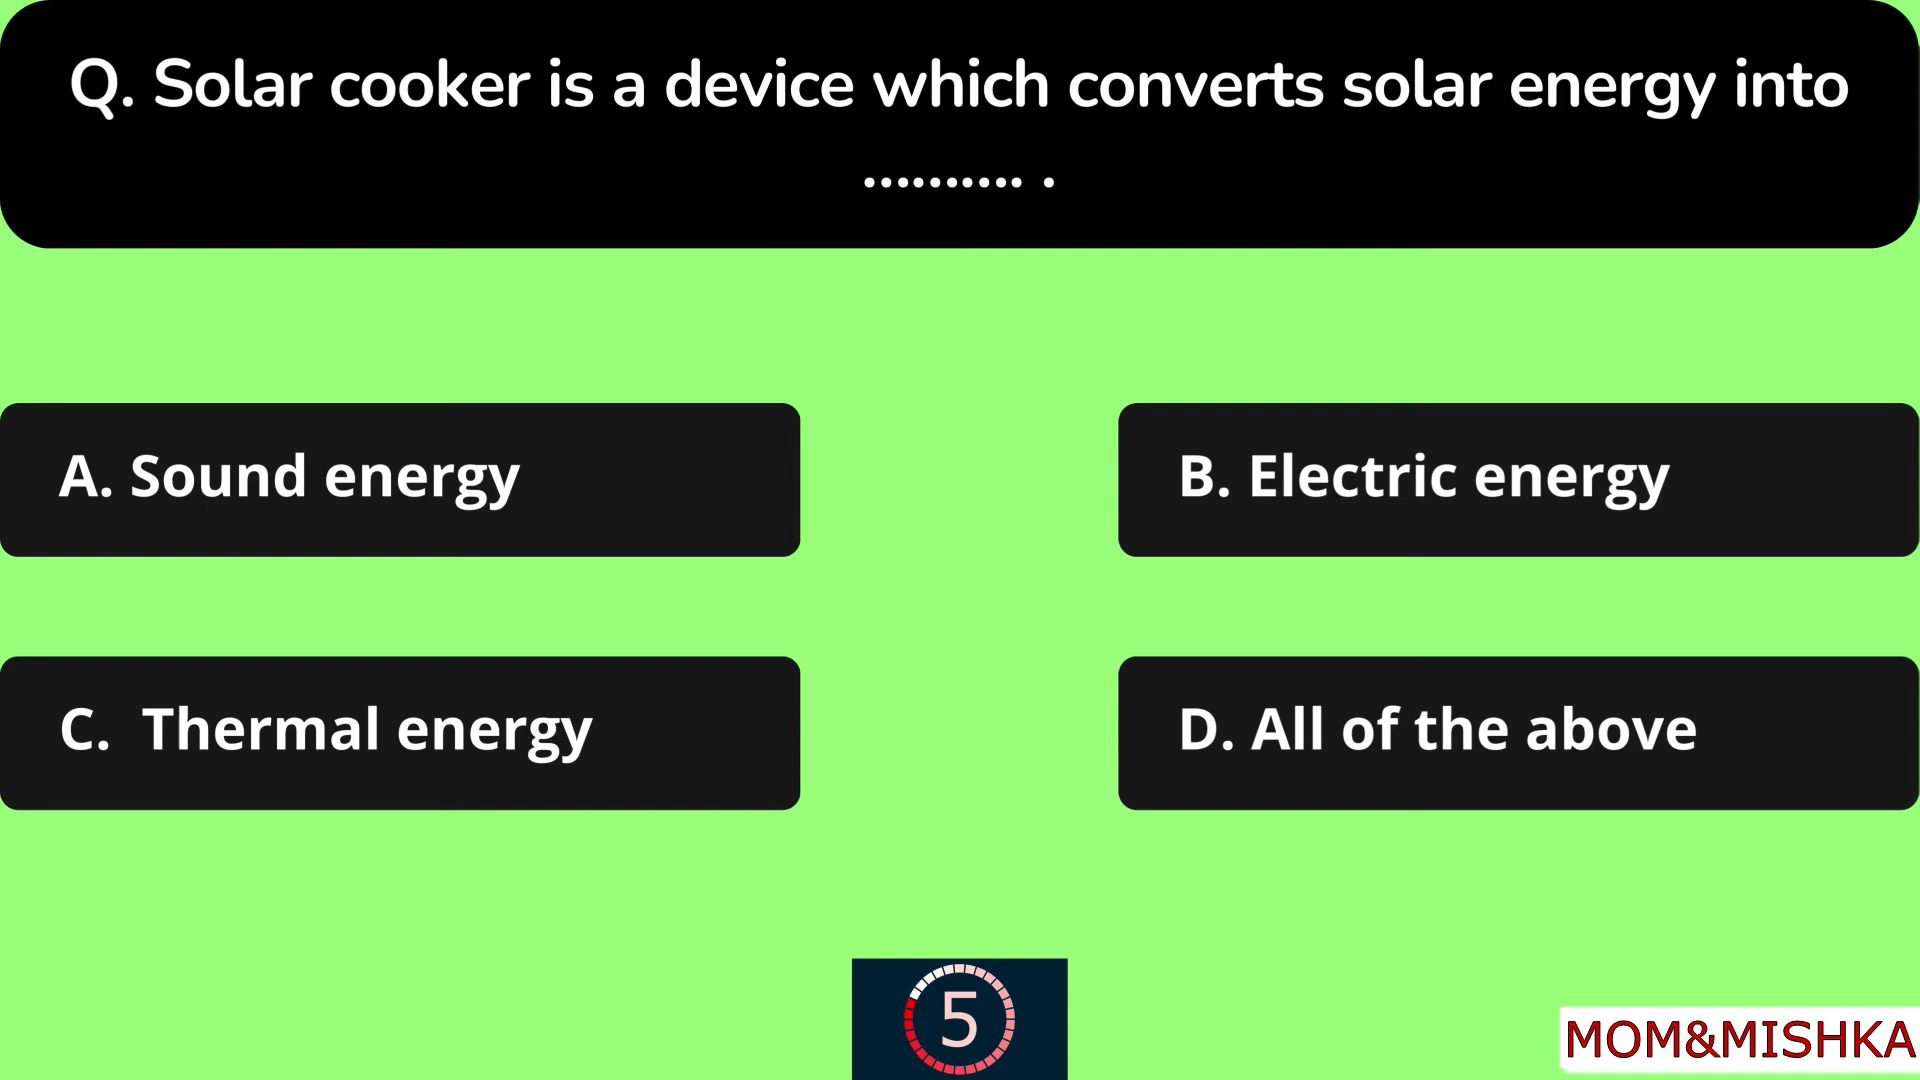 Q. Solar cooker is a device which converts solar energy into
.......... .
A. Sound energy
B. Electric energy
C. Thermal energy
D. All of the above
5
MOM&MISHKA